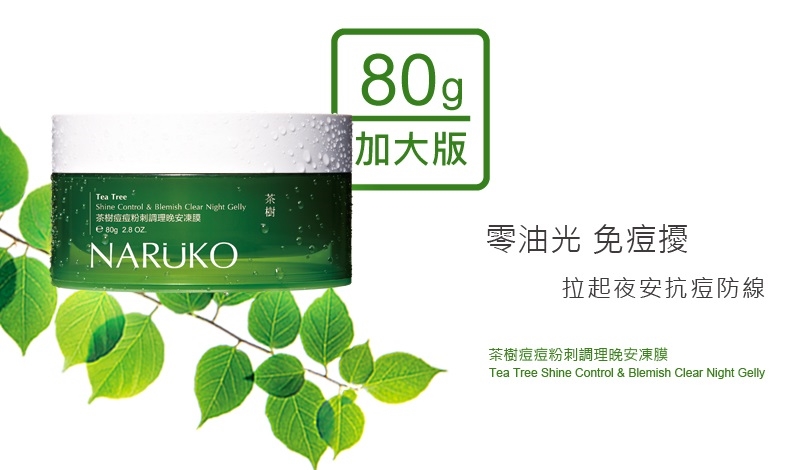 80g
加大版
Tea Tree
Shine Control & Blemish Clear Night Gelly
茶樹痘痘粉刺調理晚安凍膜
℮ 80g 2.8 OZ.
茶樹
NARüKO
零油光 免痘擾
拉起夜安抗痘防線
茶樹痘痘粉刺調理晚安凍膜
Tea Tree Shine Control & Blemish Clear Night Gelly